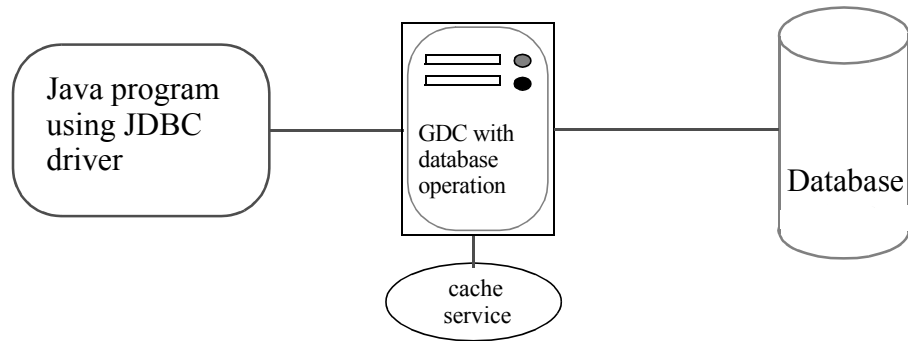 Java program
using JDBC
driver
GDC with
database
operation
Database
cache
service